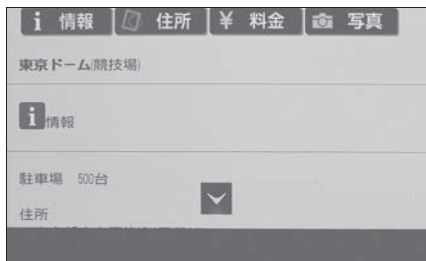 i 情報 住所 ¥ 料金 写真
東京ドーム(競技場)
i 情報
駐車場 500台
住所